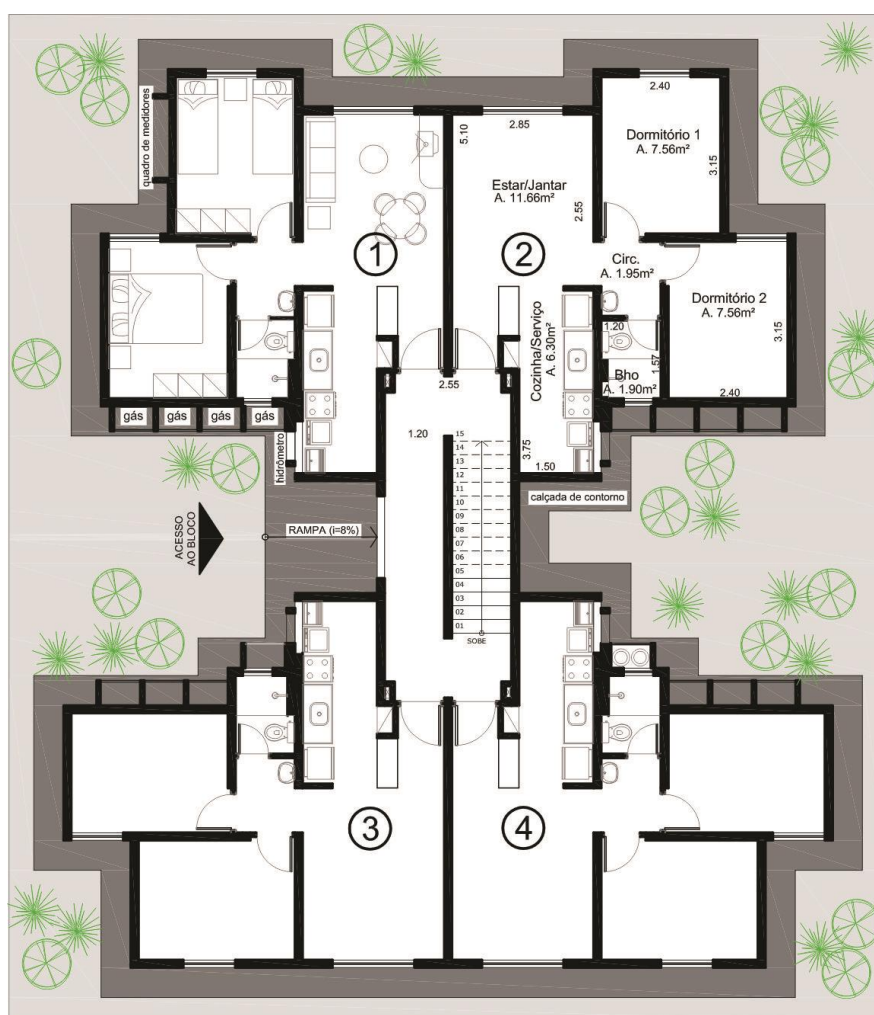 quadro de medidores
1
gás
gás
gás
gás
hidrômetro
ACESSO
AO BLOCO
RAMPA (i=8%)
5.10
2.85
Estar/Jantar
A. 11.66m²
2.55
2
Cozinha/Serviço
A. 6.30m²
3.75
1.50
2.40
Dormitório 1
A. 7.56m²
3.15
Circ.
A. 1.95m²
Dormitório 2
A. 7.56m²
3.15
2.40
1.20
1.57
Bho
A. 1.90m²
2.55
1.20
15
14
13
12
11
10
09
08
07
06
05
04
03
02
01
SOBE
calçada de contorno
3
4